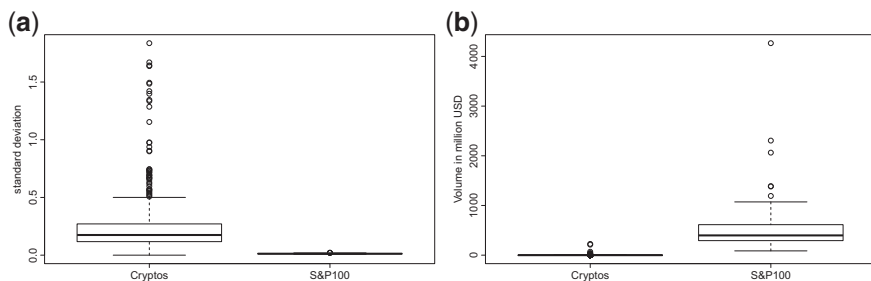 (a)
standard deviation
1.5
1.0
0.5
0.0
Cryptos
S&P100
(b)
Volume in million USD
4000
3000
2000
1000
0
Cryptos
S&P100